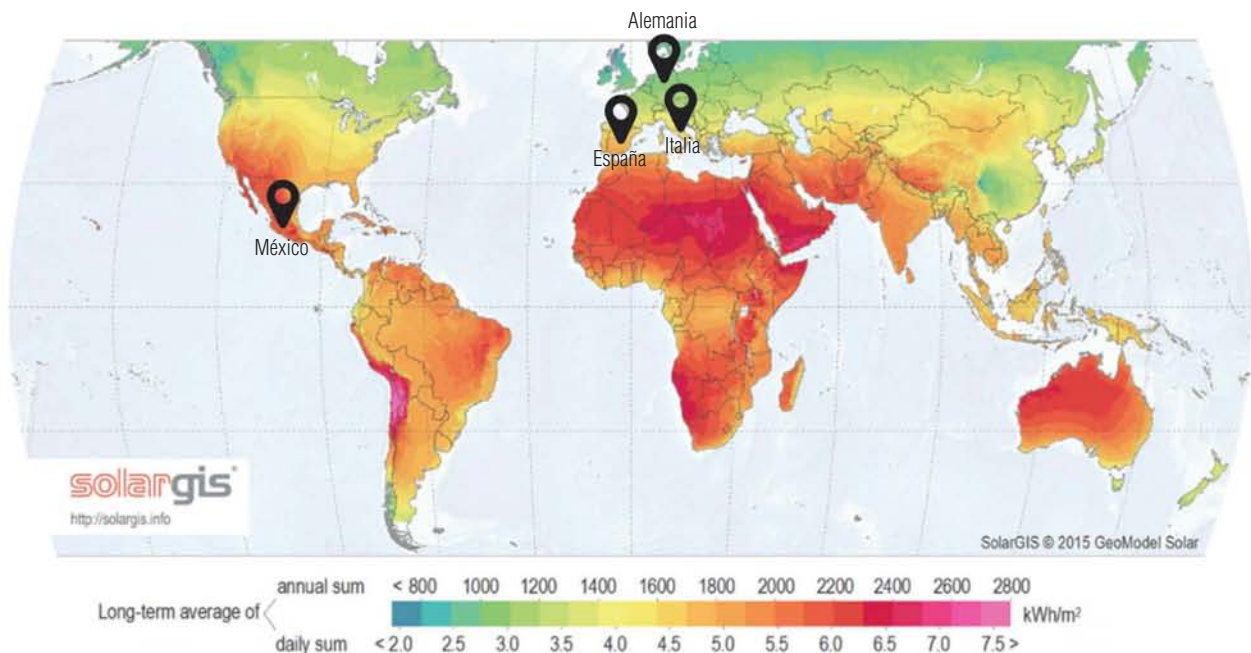 Alemania
España
Italia
México
solargis®
http://solargis.info
SolarGIS © 2015 GeoModel Solar
annual sum < 800 1000 1200 1400 1600 1800 2000 2200 2400 2600 2800
Long-term average of kWh/m²
daily sum < 2.0 2.5 3.0 3.5 4.0 4.5 5.0 5.5 6.0 6.5 7.0 7.5 >